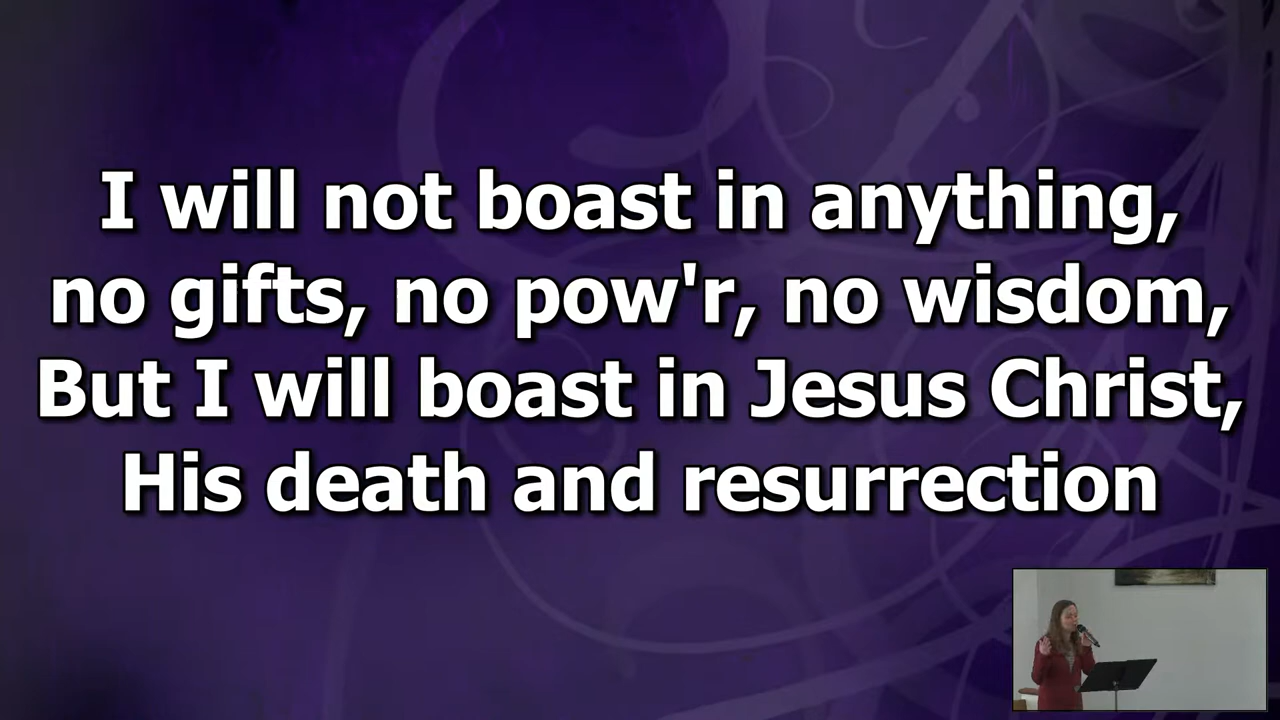 I will not boast in anything,
no gifts, no pow'r, no wisdom,
But I will boast in Jesus Christ,
His death and resurrection